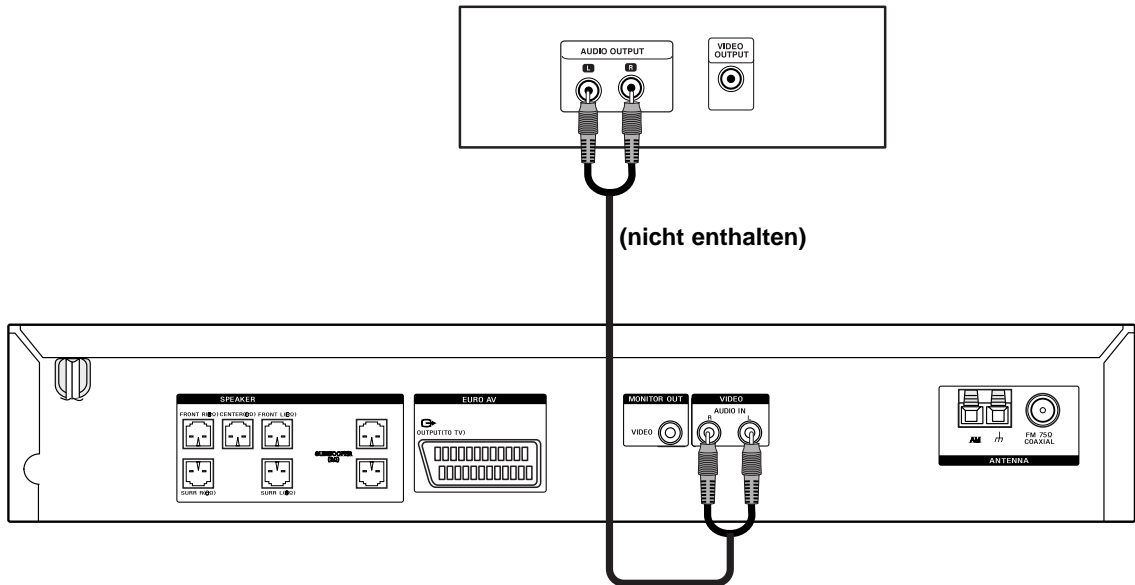 AUDIO OUTPUT
L R
VIDEO
OUTPUT
(nicht enthalten)
SPEAKER
FRONT R( Ω) CENTER( Ω) FRONT L( Ω)
SURR R( Ω) SURR L( Ω)
SUBWOOFER
EURO AV
OUTPUT(TO TV)
MONITOR OUT
VIDEO
VIDEO
AUDIO IN
R L
AM
FM 75Ω
COAXIAL
ANTENNA